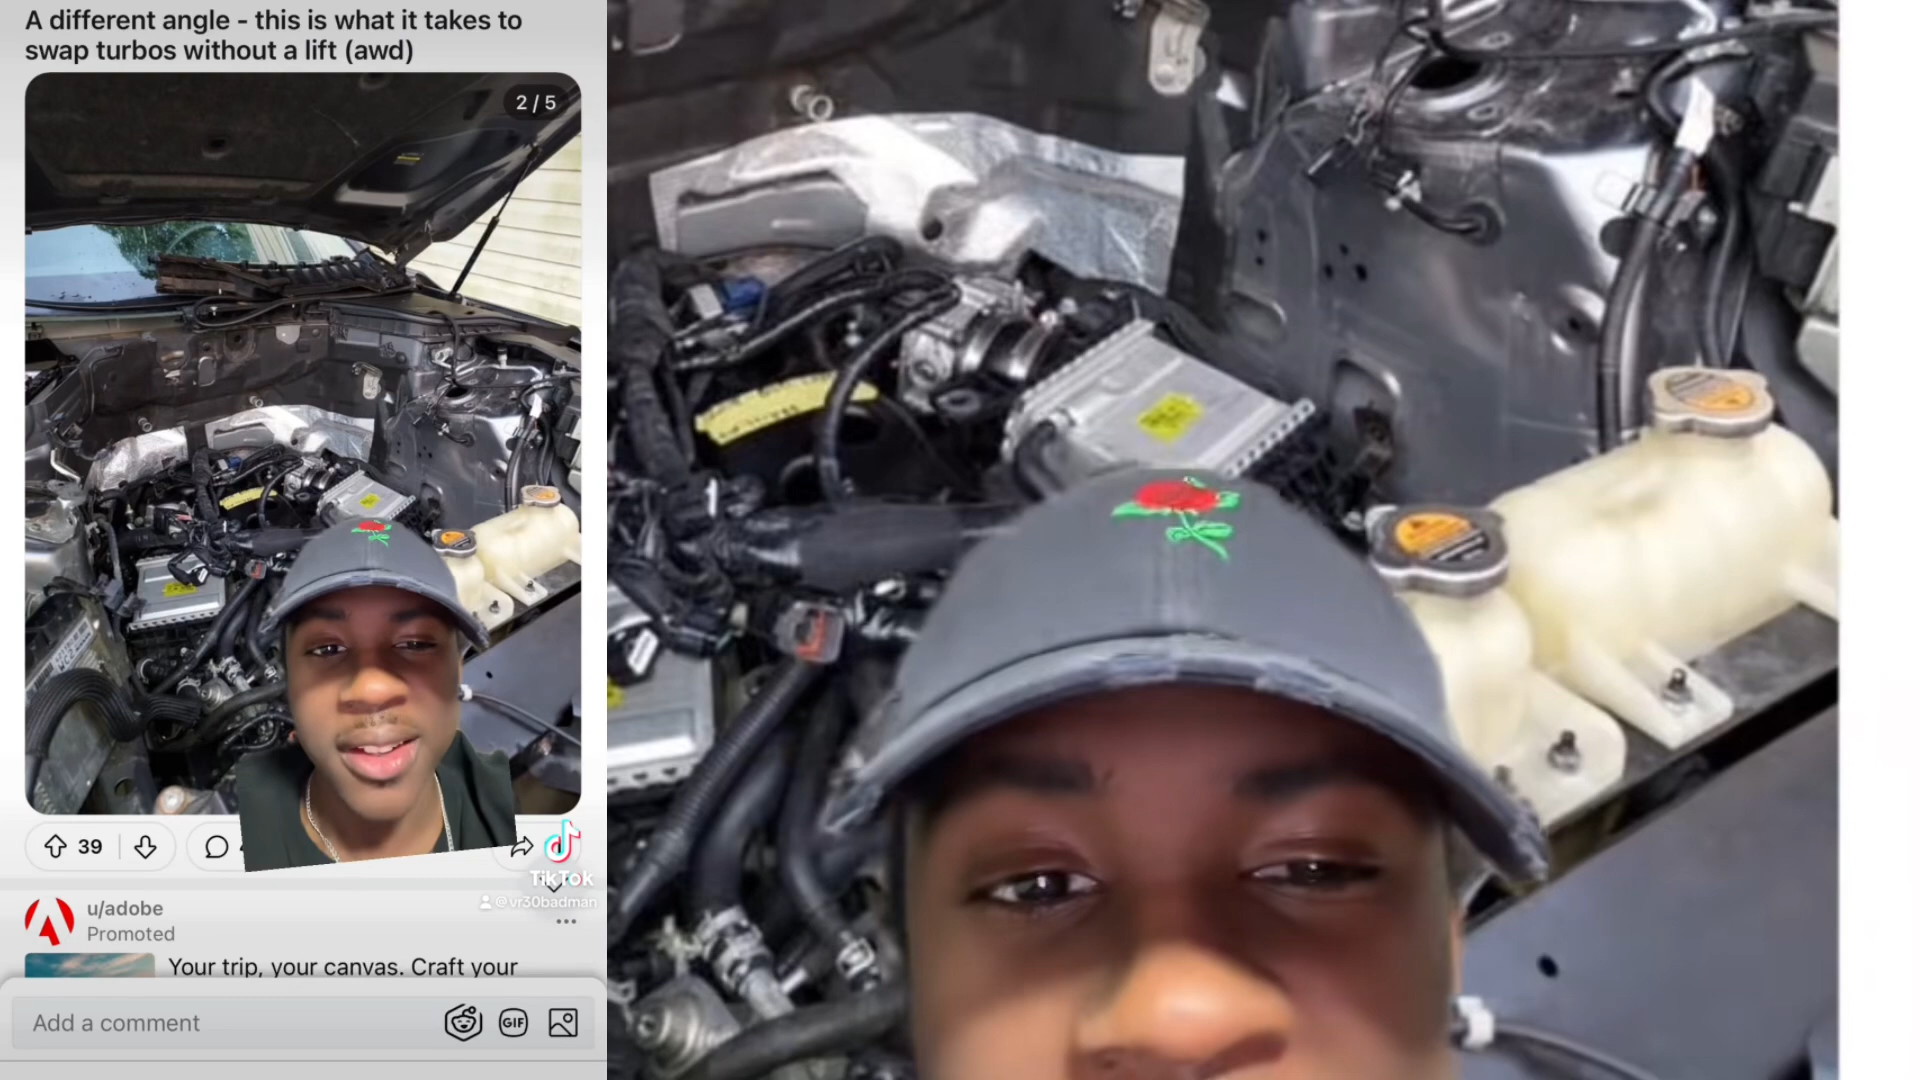 A different angle - this is what it takes to
swap turbos without a lift (awd)
2/5
39
TikTok
@vr30badman
u/adobe
Promoted
Your trip, your canvas. Craft your
Add a comment
GIF